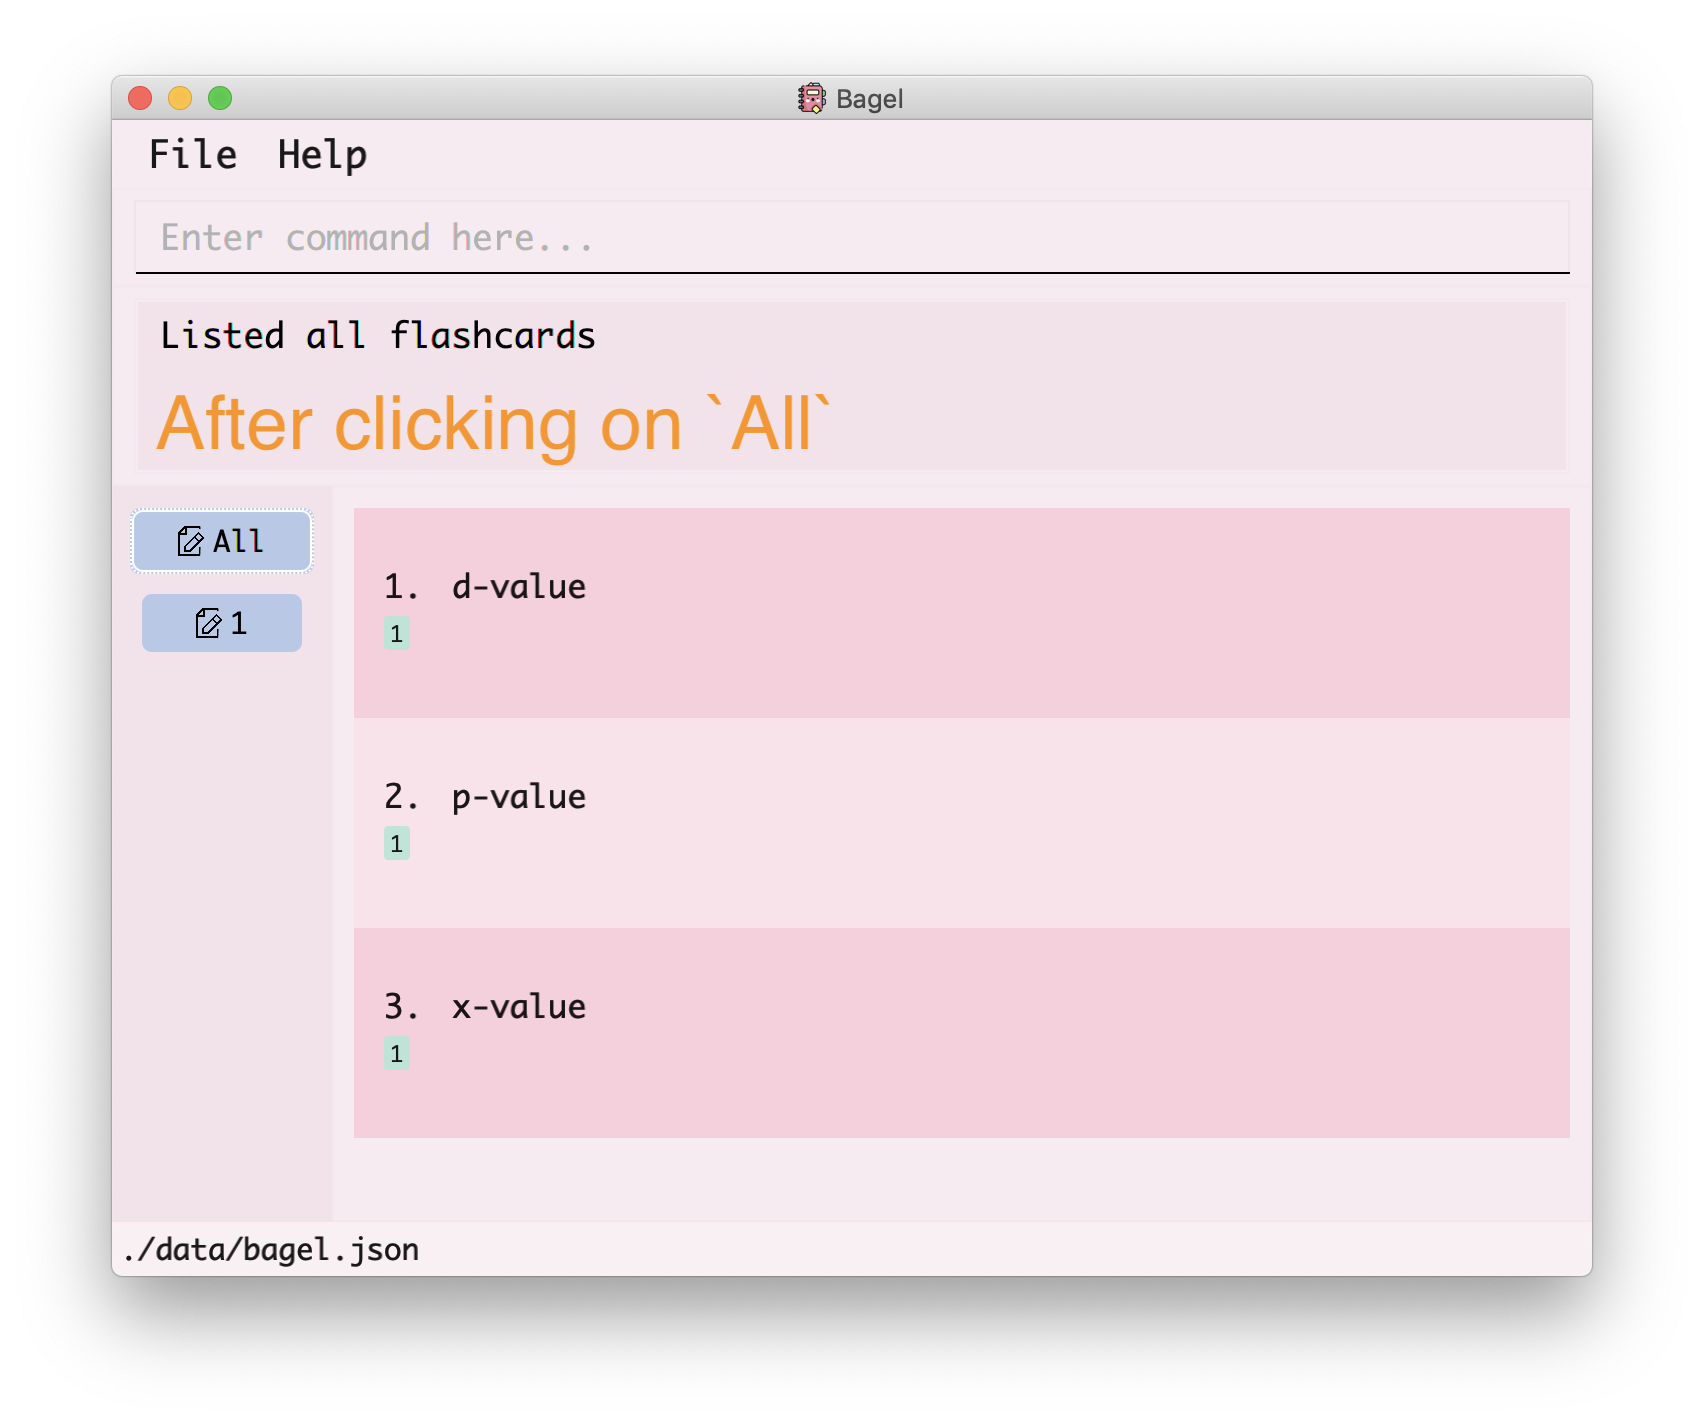 Bagel
File Help
Enter command here...
Listed all flashcards
After clicking on `All`
All
1
1. d-value
1
2. p-value
1
3. x-value
1
./data/bagel.json